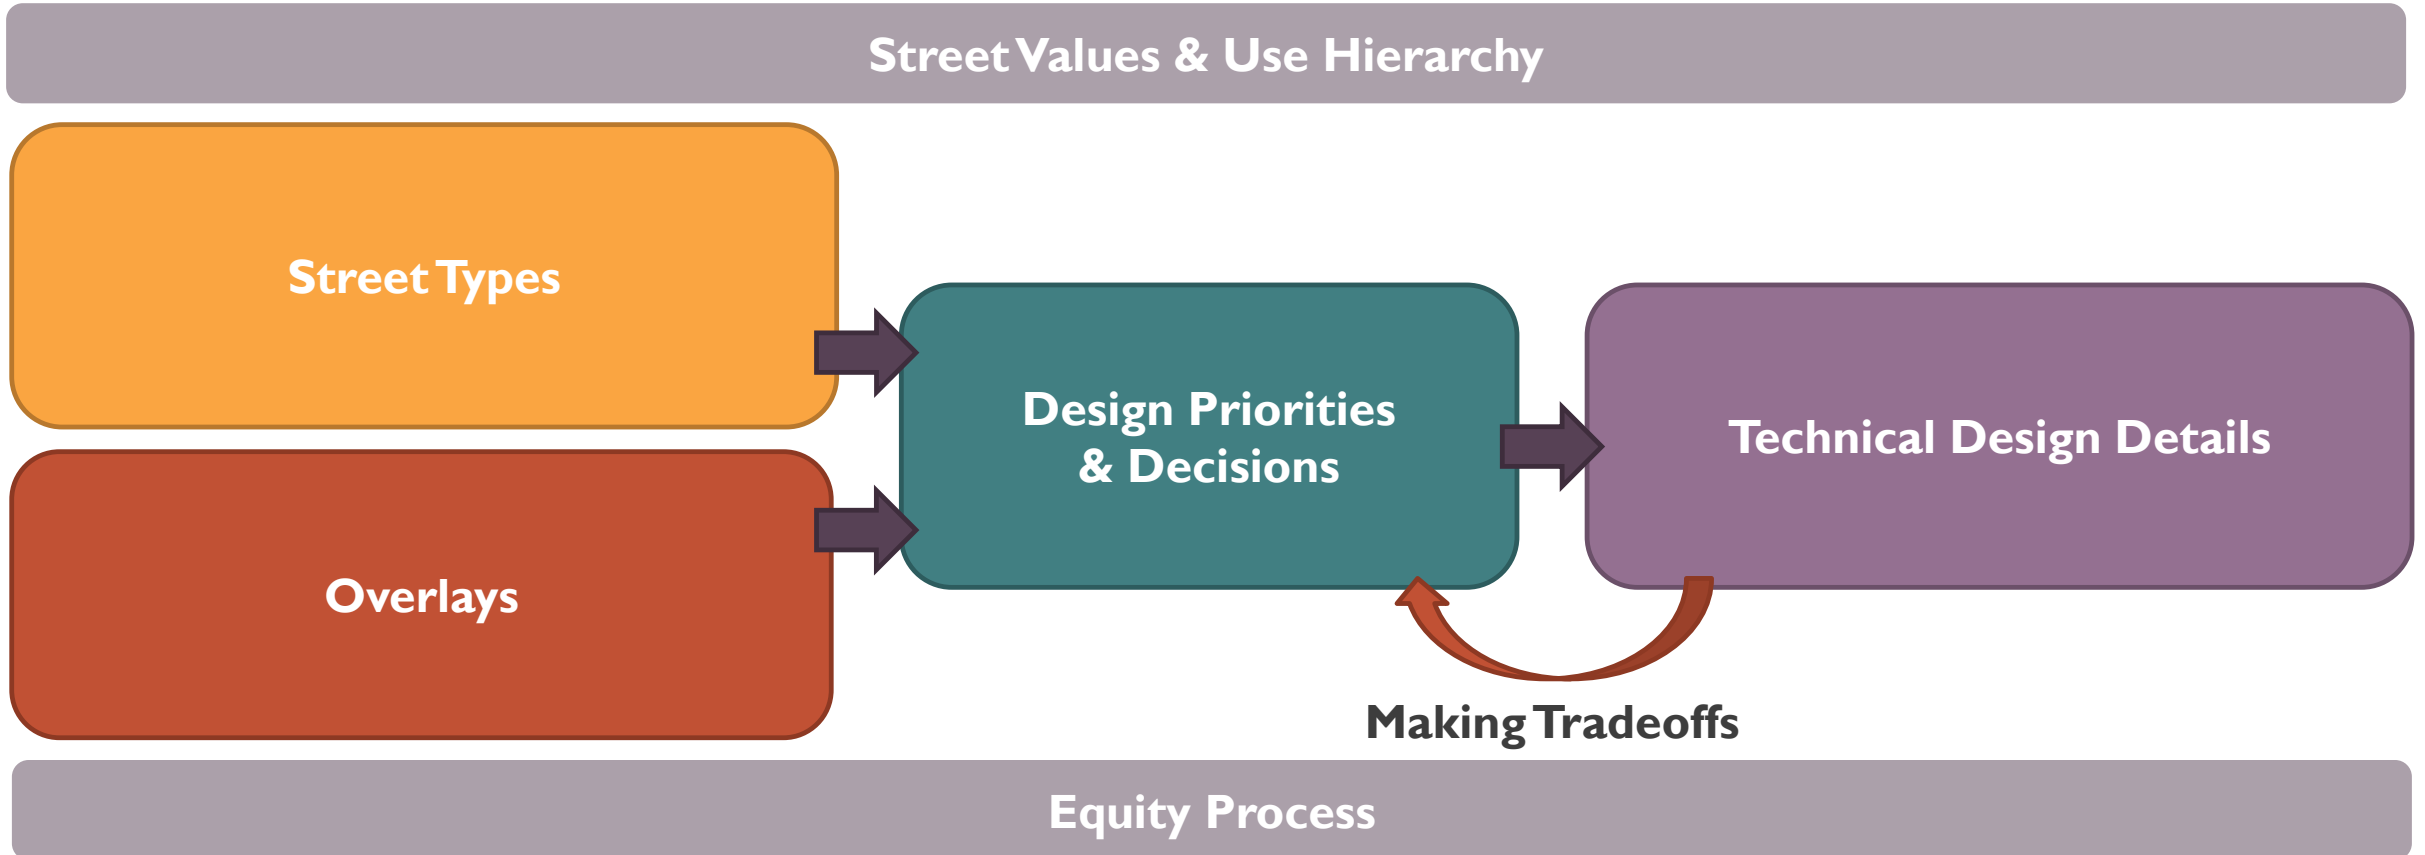 Street Values & Use Hierarchy
Street Types
Overlays
Design Priorities
& Decisions
Technical Design Details
Making Tradeoffs
Equity Process